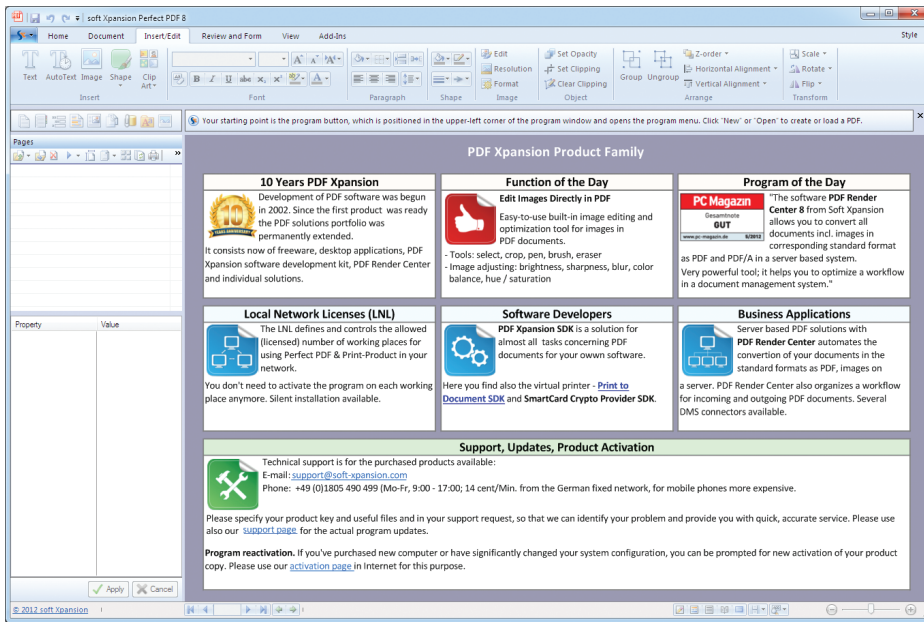 soft Xpansion Perfect PDF 8
Home Document Insert/Edit Review and Form View Add-Ins Style
Text AutoText Image Shape Clip Art
Insert
B I U abc x, x²
Font
Paragraph
Shape
Edit
Resolution
Format
Image
Set Opacity
Set Clipping
Clear Clipping
Object
Group Ungroup
Z-order
Horizontal Alignment
Vertical Alignment
Arrange
Scale
Rotate
Flip
Transform
Your starting point is the program button, which is positioned in the upper-left corner of the program window and opens the program menu. Click "New" or "Open" to create or load a PDF.
Pages
Property Value
Apply Cancel
PDF Xpansion Product Family
10 Years PDF Xpansion
10
YEARS ANNIVERSARY
Development of PDF software was begun
in 2002. Since the first product was ready
the PDF solutions portfolio was
permanently extended.
It consists now of freeware, desktop applications, PDF
Xpansion software development kit, PDF Render Center
and individual solutions.
Function of the Day
Edit Images Directly in PDF
Easy-to-use built-in image editing and
optimization tool for images in
PDF documents.
- Tools: select, crop, pen, brush, eraser
- Image adjusting: brightness, sharpness, blur, color
balance, hue / saturation
Program of the Day
PC Magazin
Gesamtnote
GUT
www.pc-magazin.de 5/2012
"The software PDF Render
Center 8 from Soft Xpansion
allows you to convert all
documents incl. images in
corresponding standard format
as PDF and PDF/A in a server based system.
Very powerful tool; it helps you to optimize a workflow
in a document management system."
Local Network Licenses (LNL)
The LNL defines and controls the allowed
(licensed) number of working places for
using Perfect PDF & Print-Product in your
network.
You don't need to activate the program on each working
place anymore. Silent installation available.
Software Developers
PDF Xpansion SDK is a solution for
almost all tasks concerning PDF
documents for your owwn software.
Here you find also the virtual printer - Print to
Document SDK and SmartCard Crypto Provider SDK.
Business Applications
Server based PDF solutions with
PDF Render Center automates the
convertion of your documents in the
standard formats as PDF, images on
a server. PDF Render Center also organizes a workflow
for incoming and outgoing PDF documents. Several
DMS connectors available.
Support, Updates, Product Activation
Technical support is for the purchased products available:
E-mail: support@soft-xpansion.com
Phone: +49 (0)1805 490 499 (Mo-Fr, 9:00 - 17:00; 14 cent/Min. from the German fixed network, for mobile phones more expensive.
Please specify your product key and useful files and in your support request, so that we can identify your problem and provide you with quick, accurate service. Please use
also our support page for the actual program updates.
Program reactivation. If you've purchased new computer or have significantly changed your system configuration, you can be prompted for new activation of your product
copy. Please use our activation page in Internet for this purpose.
© 2012 soft Xpansion